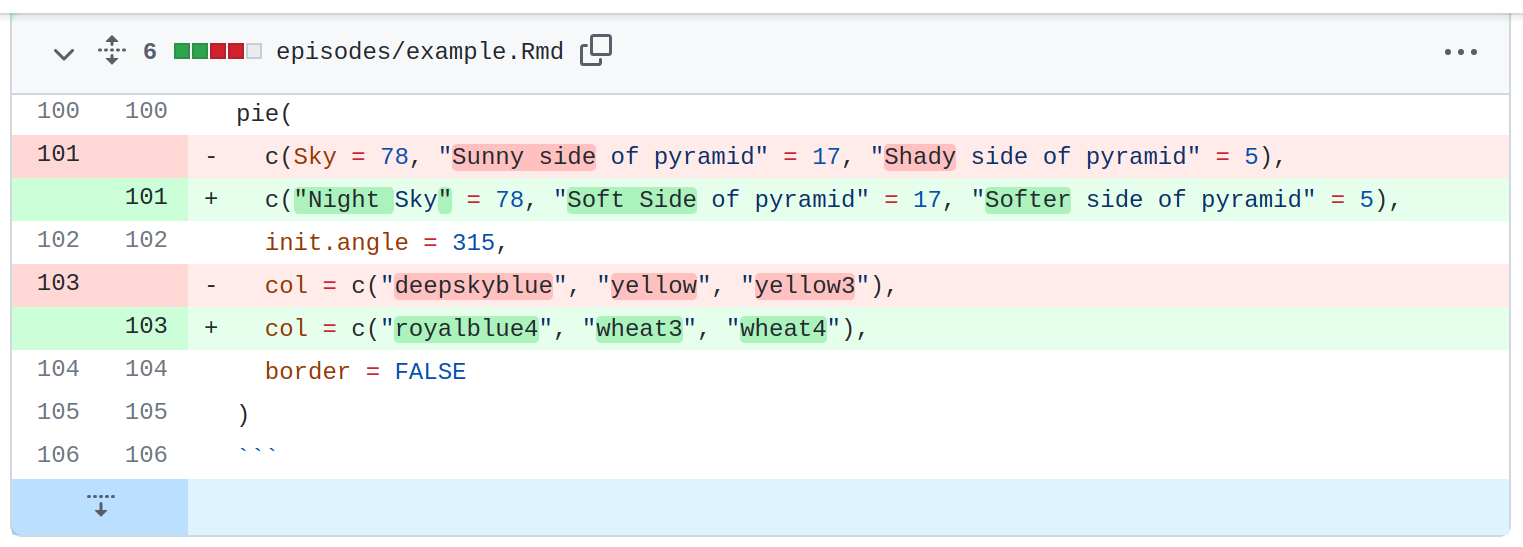 6 episodes/example.Rmd
100 100 pie(
101 - c(Sky = 78, "Sunny side of pyramid" = 17, "Shady side of pyramid" = 5),
101 + c("Night Sky" = 78, "Soft Side of pyramid" = 17, "Softer side of pyramid" = 5),
102 102 init.angle = 315,
103 - col = c("deepskyblue", "yellow", "yellow3"),
103 + col = c("royalblue4", "wheat3", "wheat4"),
104 104 border = FALSE
105 105 )
106 106 ```